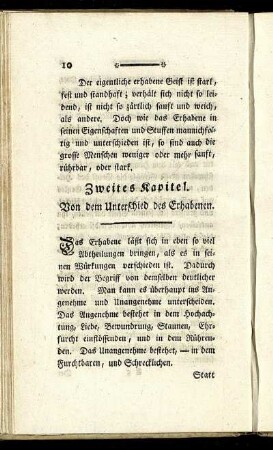 10
Der eigentliche erhabene Geist ist stark,
fest und standhaft; verhält sich nicht so lei-
dend, ist nicht so zärtlich sanft und weich,
als andere. Doch wie das Erhabene in
seinen Eigenschaften und Stuffen mannichfal-
tig und unterschieden ist, so sind auch die
grosse Menschen weniger oder mehr sanft,
rührbar, oder stark.
Zweites Kapitel.
Von dem Unterschied des Erhabenen.
Das Erhabene läßt sich in eben so viel
Abtheilungen bringen, als es in sei-
nen Würkungen verschieden ist. Dadurch
wird der Begriff von demselben deutlicher
werden. Man kann es überhaupt ins An-
genehme und Unangenehme unterscheiden.
Das Angenehme bestehet in dem Hochach-
tung, Liebe, Bewundrung, Staunen, Ehr-
furcht einflössenden, und in dem Rühren-
den. Das Unangenehme bestehet, — in dem
Furchtbaren, und Schrecklichen.
Statt